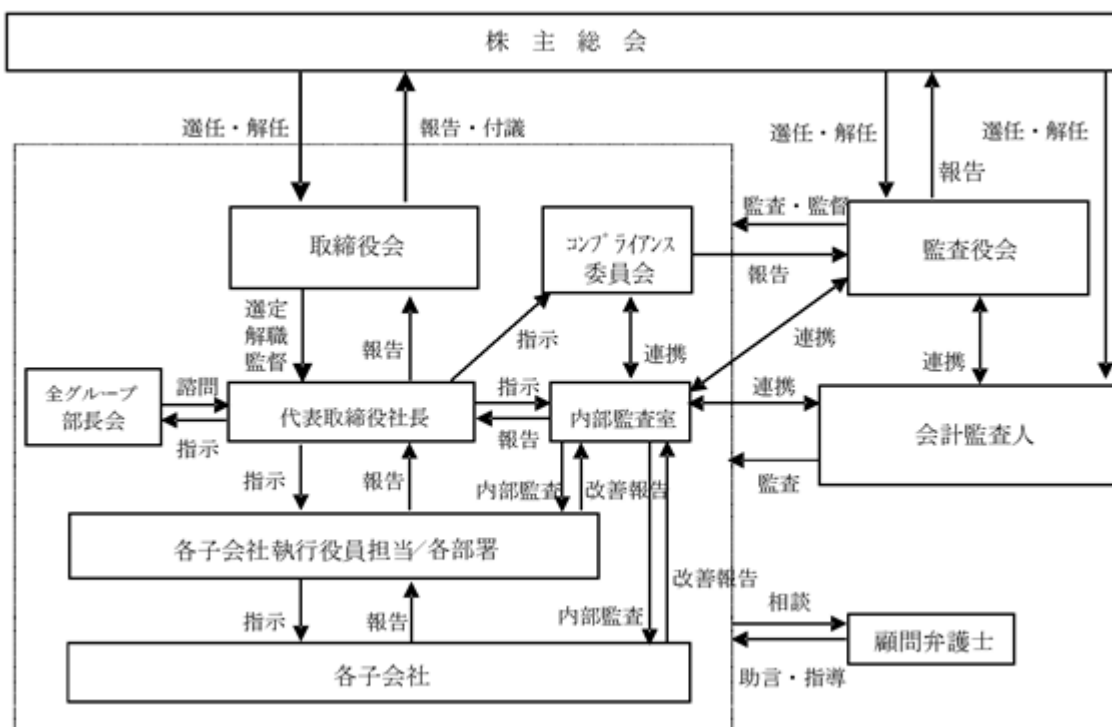 株 主 総 会
選任・解任
報告・付議
選任・解任
選任・解任
報告
取締役会
ｺﾝﾌﾟﾗｲｱﾝｽ
委員会
監査・監督
監査役会
報告
選定
解職
監督
報告
指示
連携
連携
連携
全グループ
部長会
諮問
指示
代表取締役社長
指示
報告
内部監査室
連携
会計監査人
監査
指示
報告
内部監査
改善報告
各子会社執行役員担当/各部署
指示
報告
内部監査
改善報告
相談
顧問弁護士
助言・指導
各子会社